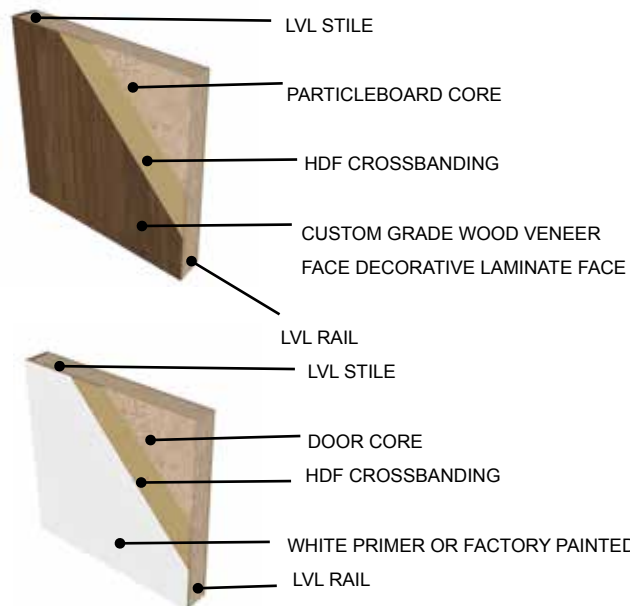 LVL STILE
PARTICLEBOARD CORE
HDF CROSSBANDING
CUSTOM GRADE WOOD VENEER
FACE DECORATIVE LAMINATE FACE
LVL RAIL
LVL STILE
DOOR CORE
HDF CROSSBANDING
WHITE PRIMER OR FACTORY PAINTED
LVL RAIL